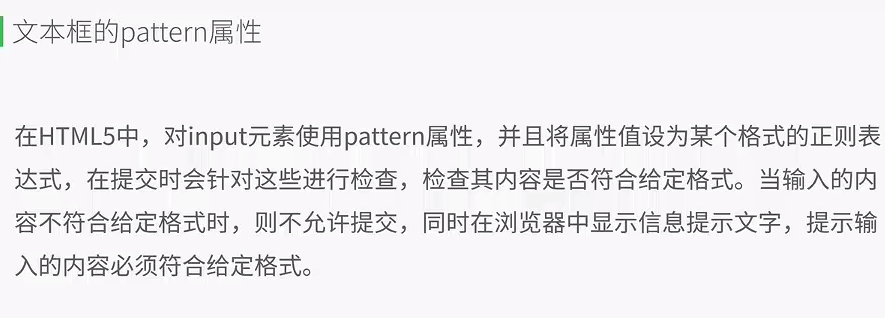 文本框的pattern属性
在HTML5中，对input元素使用pattern属性，并且将属性值设为某个格式的正则表
达式，在提交时会针对这些进行检查，检查其内容是否符合给定格式。当输入的内
容不符合给定格式时，则不允许提交，同时在浏览器中显示信息提示文字，提示输
入的内容必须符合给定格式。